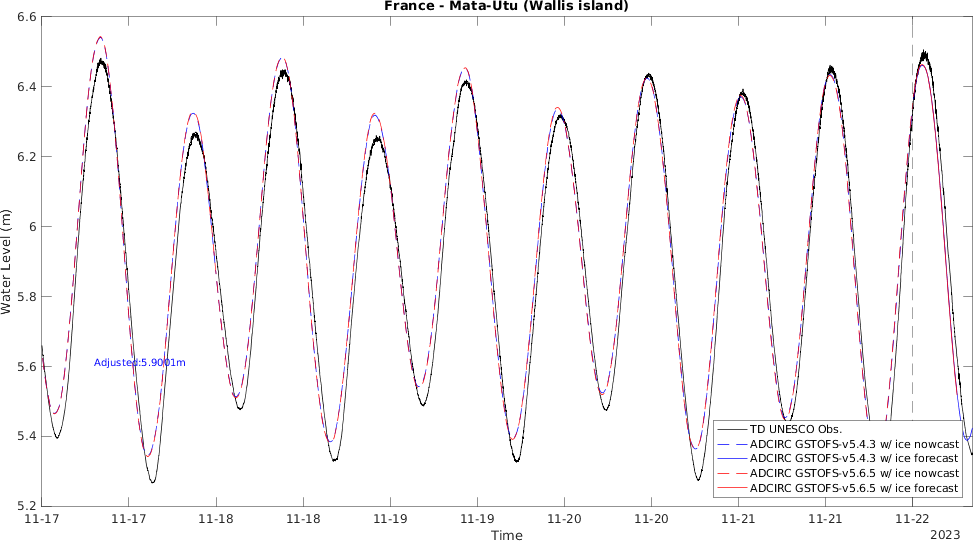 France - Mata-Utu (Wallis island)
6.6
6.4
6.2
6
5.8
5.6
5.4
5.2
Water Level (m)
Adjusted:5.9001m
TD UNESCO Obs.
ADCIRC GSTOFS-v5.4.3 w/ ice nowcast
ADCIRC GSTOFS-v5.4.3 w/ ice forecast
ADCIRC GSTOFS-v5.6.5 w/ ice nowcast
ADCIRC GSTOFS-v5.6.5 w/ ice forecast
11-17 11-17 11-18 11-18 11-19 11-19 11-20 11-20 11-21 11-21 11-22
Time
2023